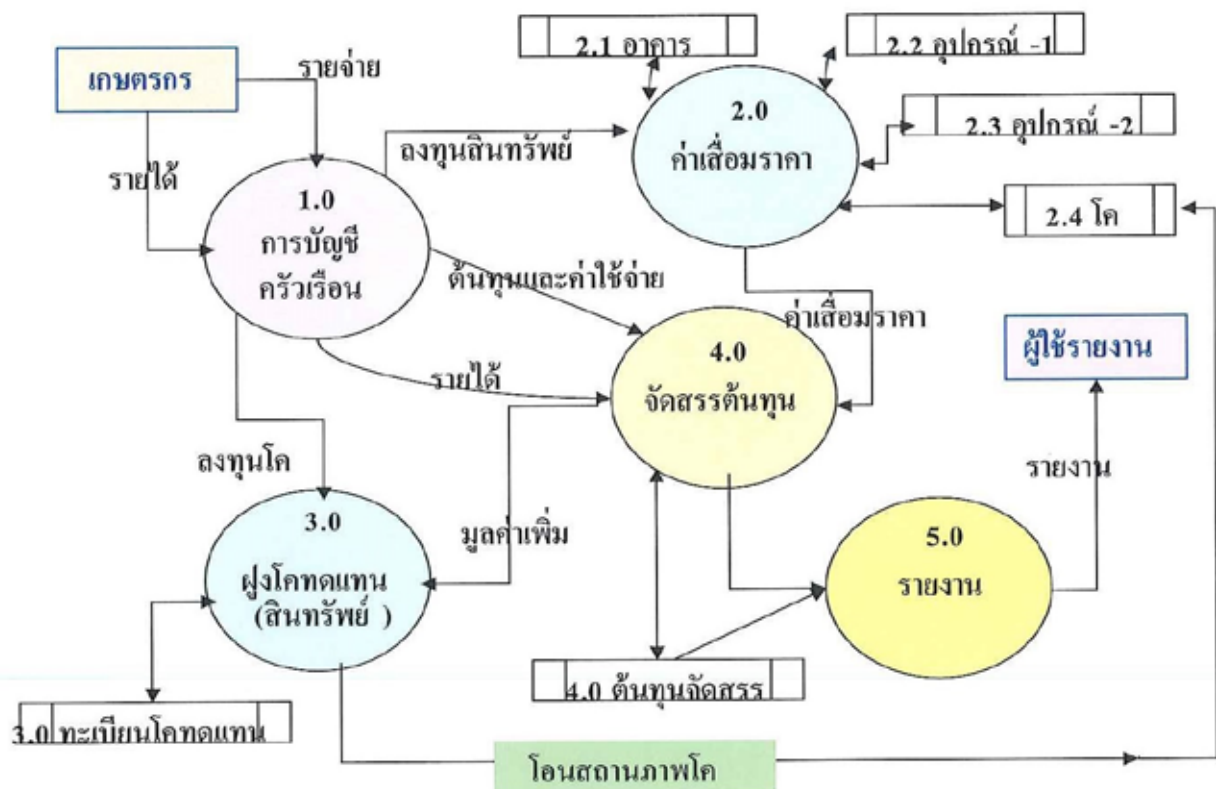 2.1 อาคาร
2.2 อุปกรณ์ -1
เกษตรกร
รายจ่าย
2.0
ค่าเสื่อมราคา
2.3 อุปกรณ์ -2
ลงทุนสินทรัพย์
รายได้
1.0
การบัญชี
ครัวเรือน
2.4 โค
ต้นทุนและค่าใช้จ่าย
ค่าเสื่อมราคา
4.0
จัดสรรต้นทุน
ผู้ใช้รายงาน
รายได้
ลงทุนโค
รายงาน
3.0
ฝูงโคทดแทน
(สินทรัพย์ )
มูลค่าเพิ่ม
5.0
รายงาน
4.0 ต้นทุนจัดสรร
3.0 ทะเบียนโคทดแทน
โอนสถานภาพโค